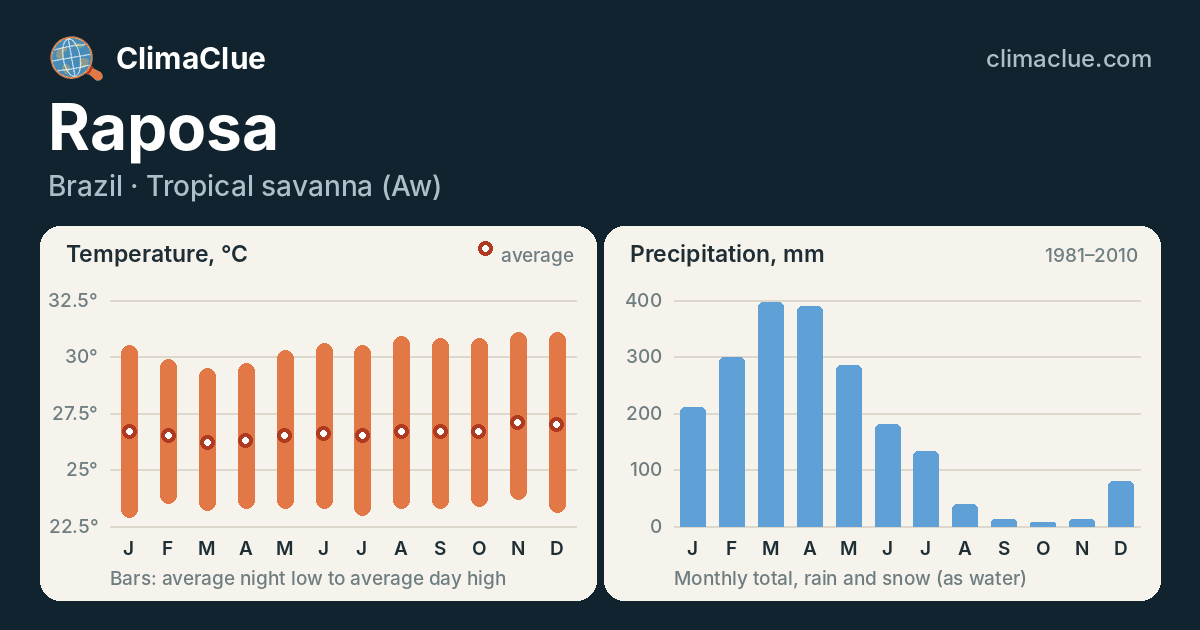 ClimaClue
climaclue.com
Raposa
Brazil · Tropical savanna (Aw)
Temperature, °C
average
32.5°
30°
27.5°
25°
22.5°
J F M A M J J A S O N D
Bars: average night low to average day high
Precipitation, mm
1981–2010
400
300
200
100
0
J F M A M J J A S O N D
Monthly total, rain and snow (as water)